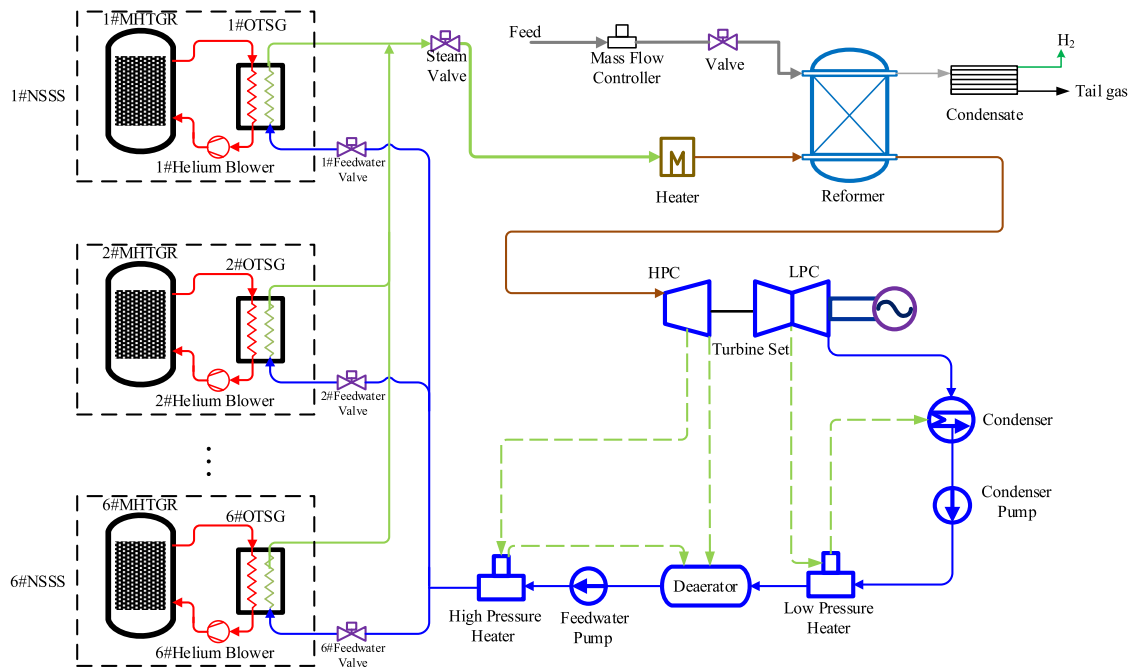 1#MHTGR
1#OTSG
1#NSSS
1#Helium Blower
1#Feedwater
Valve
Steam
Valve
Feed
Mass Flow
Controller
Valve
H2
Tail gas
Condensate
M
Heater
Reformer
2#MHTGR
2#OTSG
2#Helium Blower
2#Feedwater
Valve
HPC
LPC
Turbine Set
Condenser
Condenser
Pump
6#MHTGR
6#OTSG
6#NSSS
6#Helium Blower
6#Feedwater
Valve
High Pressure
Heater
Feedwater
Pump
Deaerator
Low Pressure
Heater